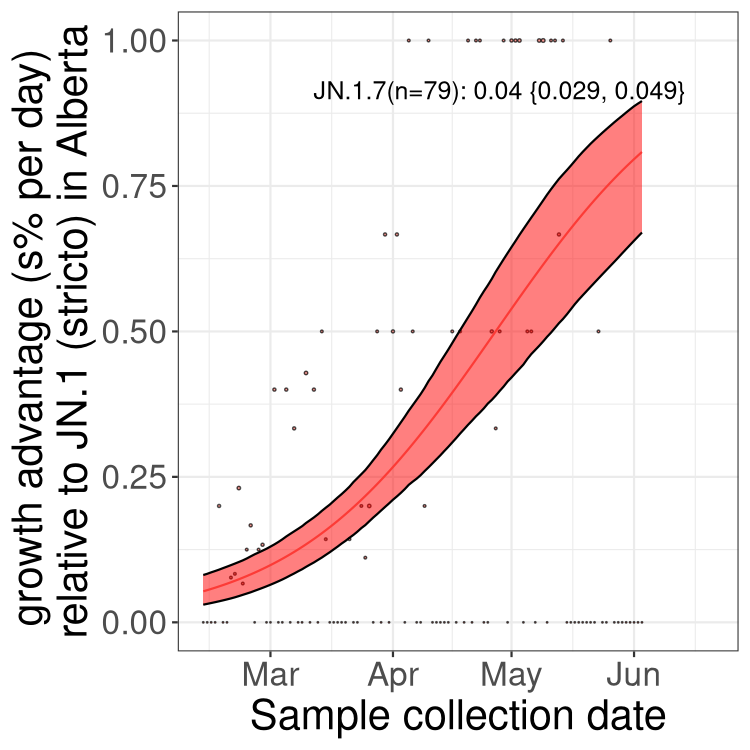 growth advantage (s% per day)
relative to JN.1 (stricto) in Alberta
1.00
0.75
0.50
0.25
0.00
JN.1.7(n=79): 0.04 {0.029, 0.049}
Mar Apr May Jun
Sample collection date